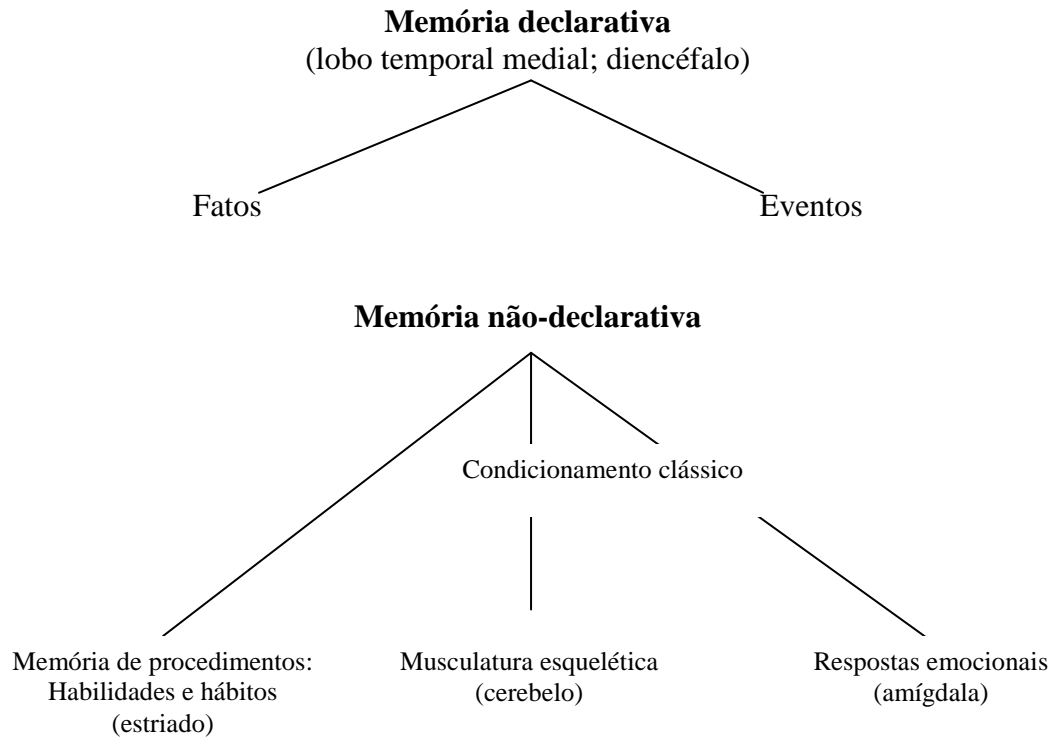 Memória declarativa
(lobo temporal medial; diencéfalo)
Fatos
Eventos
Memória não-declarativa
Condicionamento clássico
Memória de procedimentos:
Habilidades e hábitos
(estriado)
Musculatura esquelética
(cerebelo)
Respostas emocionais
(amígdala)